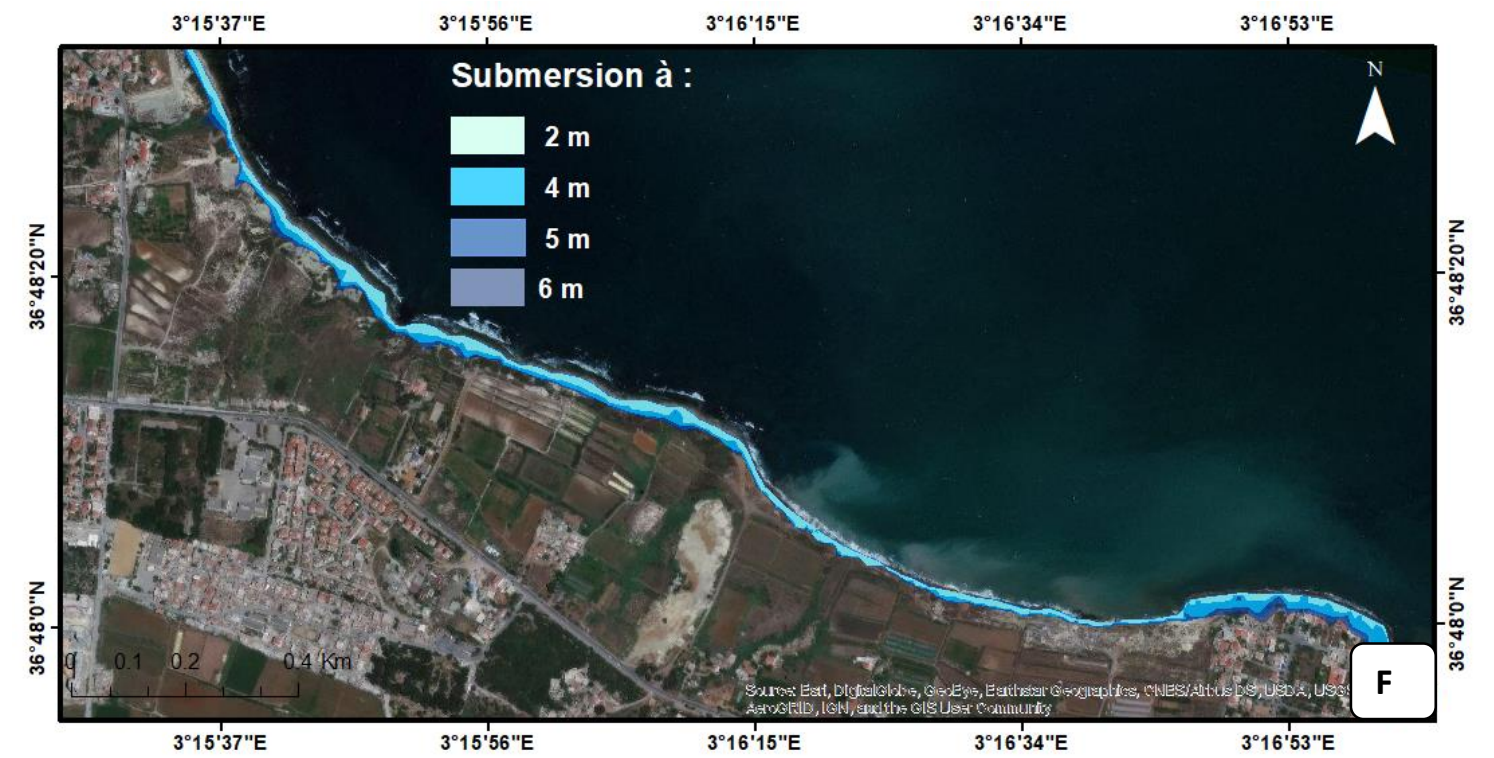 3°15'37"E 3°15'56"E 3°16'15"E 3°16'34"E 3°16'53"E
Submersion à :
N
2 m
4 m
5 m
6 m
36°48'20"N
36°48'20"N
36°48'0"N
36°48'0"N
0 0.1 0.2 0.4 Km
Source: Esri, DigitalGlobe, GeoEye, Earthstar Geographics, CNES/Airbus DS, USDA, USGS
AeroGRID, IGN, and the GIS User Community
F
3°15'37"E 3°15'56"E 3°16'15"E 3°16'34"E 3°16'53"E